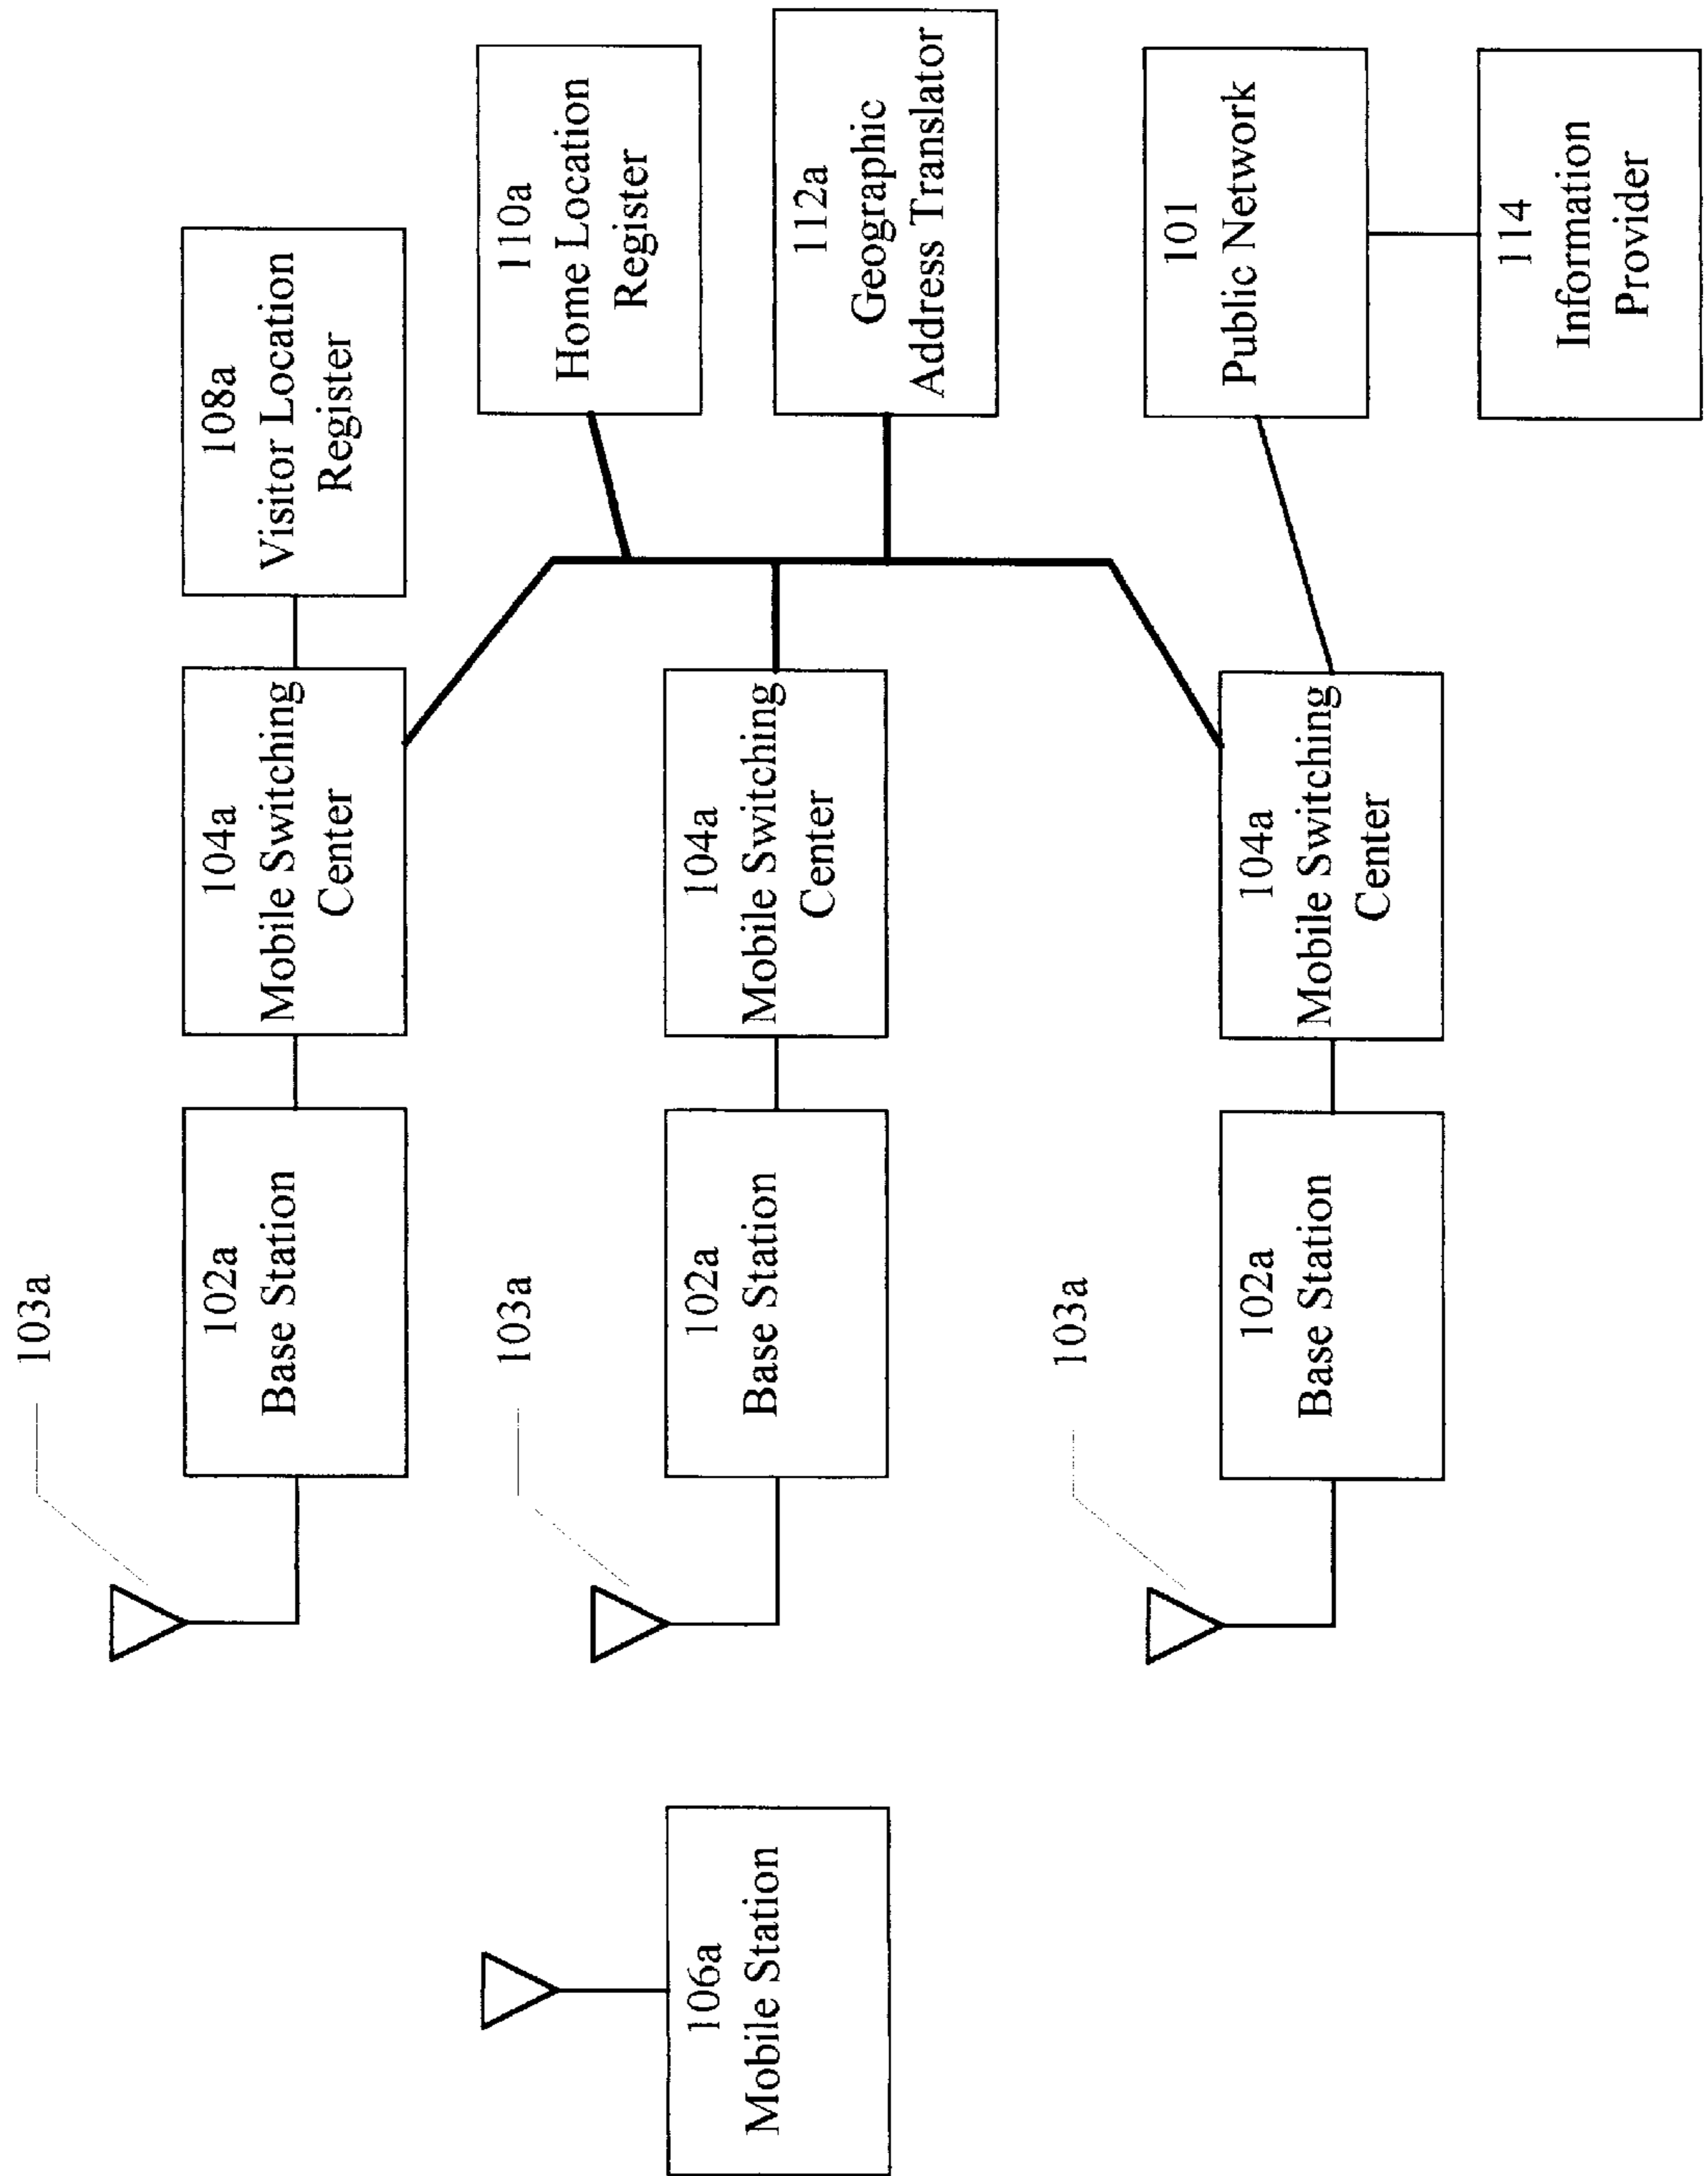 103a
102a
Base Station
104a
Mobile Switching
Center
108a
Visitor Location
Register
110a
Home Location
Register
106a
Mobile Station
103a
102a
Base Station
104a
Mobile Switching
Center
112a
Geographic
Address Translator
103a
102a
Base Station
104a
Mobile Switching
Center
101
Public Network
114
Information
Provider